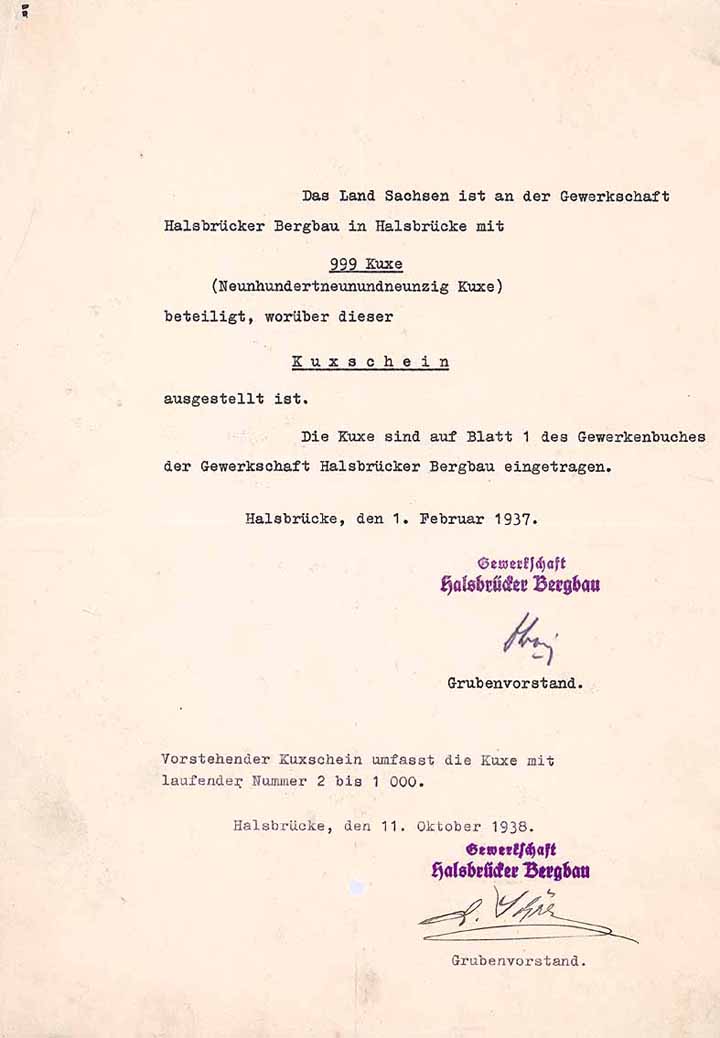 Das Land Sachsen ist an der Gewerkschaft
Halsbrücker Bergbau in Halsbrücke mit
999 Kuxe
(Neunhundertneunundneunzig Kuxe)
beteiligt, worüber dieser
K u x s c h e i n
ausgestellt ist.
Die Kuxe sind auf Blatt 1 des Gewerkenbuches
der Gewerkschaft Halsbrücker Bergbau eingetragen.
Halsbrücke, den 1. Februar 1937.
Gewerkschaft
Halsbrücker Bergbau
Grubenvorstand.
Vorstehender Kuxschein umfasst die Kuxe mit
laufender Nummer 2 bis 1 000.
Halsbrücke, den 11. Oktober 1938.
Gewerkschaft
Halsbrücker Bergbau
Grubenvorstand.